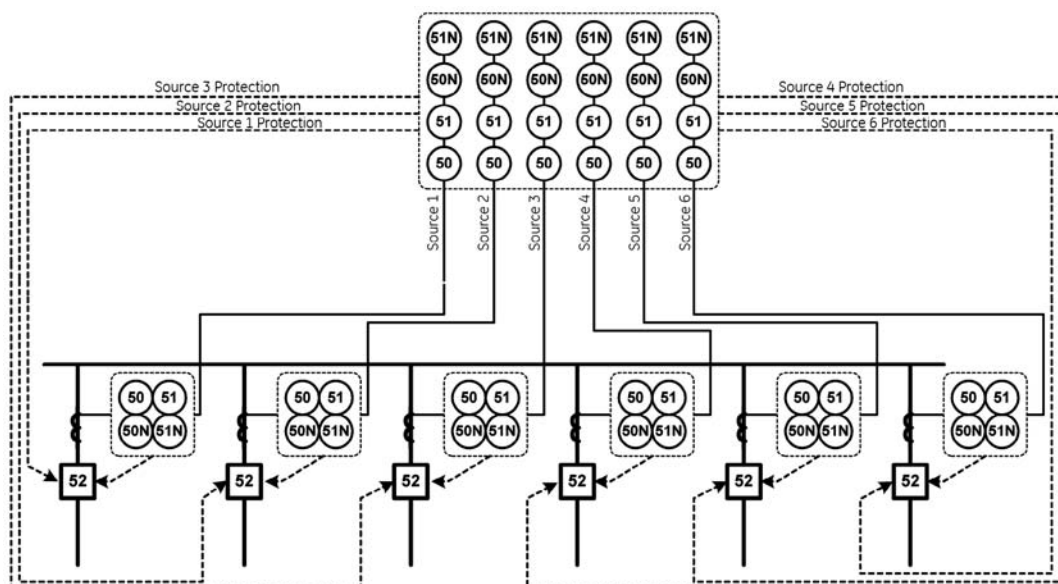 51N 51N 51N 51N 51N 51N
50N 50N 50N 50N 50N 50N
51 51 51 51 51 51
50 50 50 50 50 50
Source 3 Protection
Source 2 Protection
Source 1 Protection
Source 4 Protection
Source 5 Protection
Source 6 Protection
Source 1
Source 2
Source 3
Source 4
Source 5
Source 6
50 51 50 51 50 51 50 51 50 51 50 51
50N 51N 50N 51N 50N 51N 50N 51N 50N 51N 50N 51N
52 52 52 52 52 52